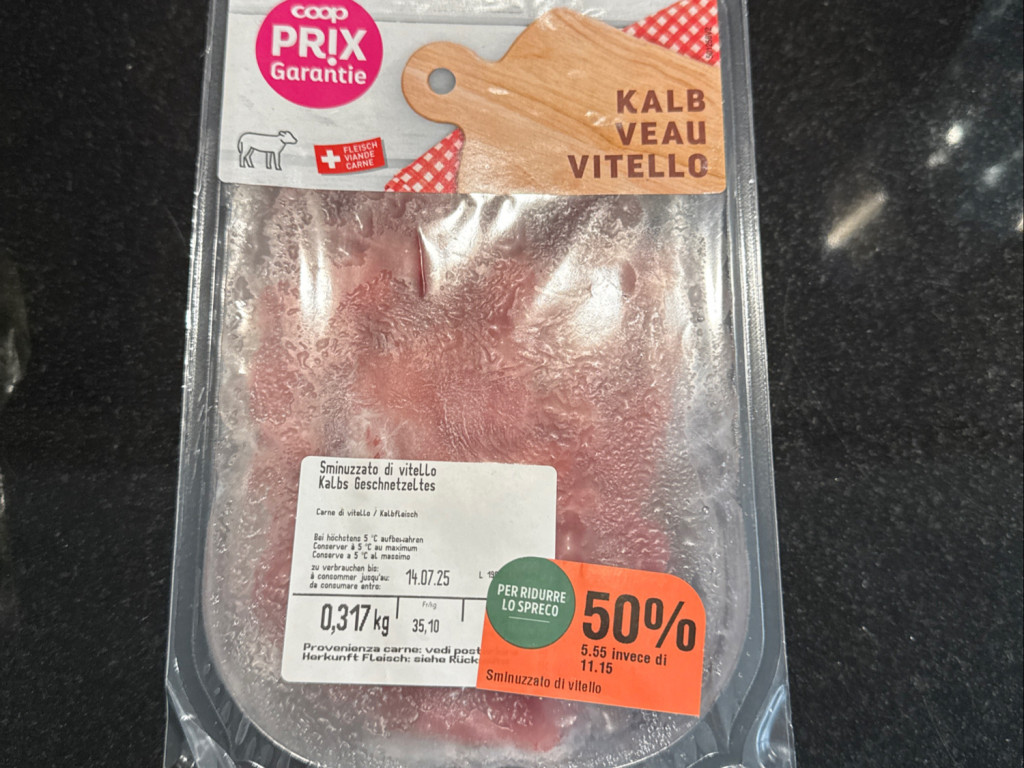 coop
PRIX
Garantie
KALB
VEAU
VITELLO
FLEISCH
VIANDE
CARNE
Sminuzzato di vitello
Kalbs Geschnetzeltes
Carne di vitello / Kalbfleisch
Bei höchstens 5 °C aufbewahren
Conserver à 5 °C au maximum
Conserve a 5 °C al massimo
zu verbrauchen bis:
à consommer jusqu'au:
da consumare entro:
14.07.25
L
0,317 kg
Fr/kg
35,10
Provenienza carne: vedi
Herkunft Fleisch: siehe
PER RIDURRE
LO SPRECO
50%
5.55 invece di
11.15
Sminuzzato di vitello